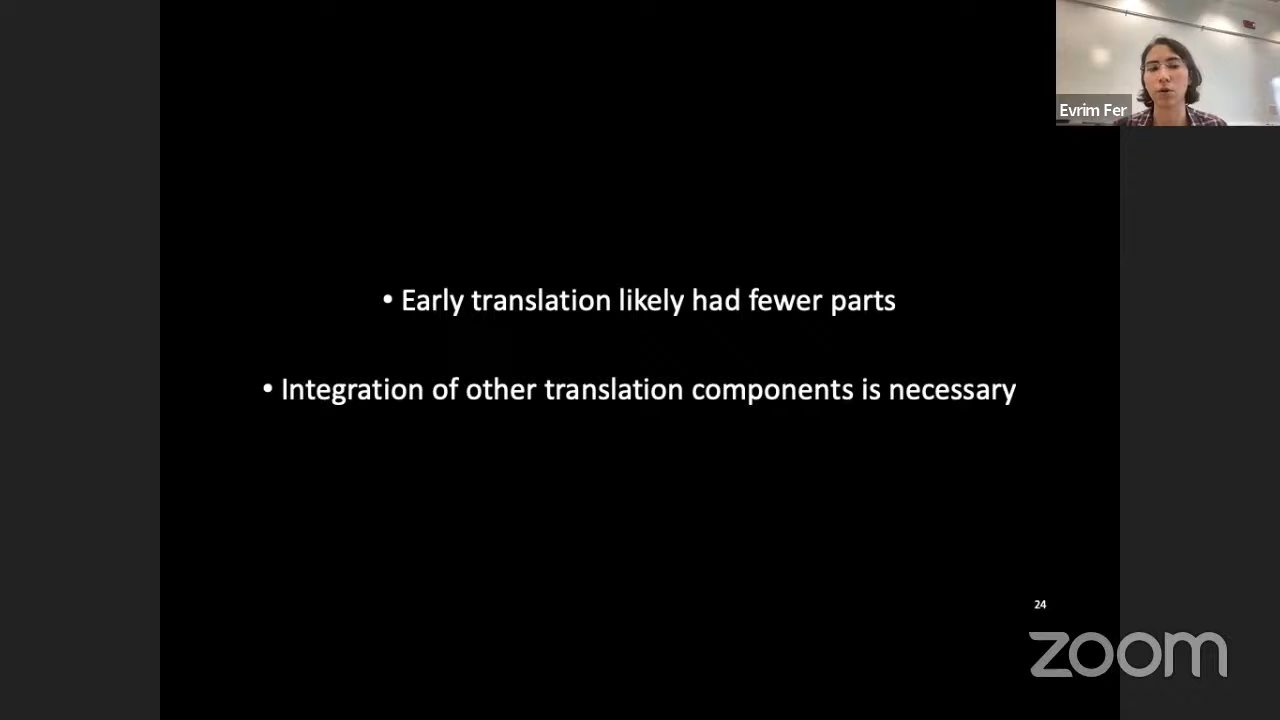 Evrim Fer
• Early translation likely had fewer parts
• Integration of other translation components is necessary
24
zoom